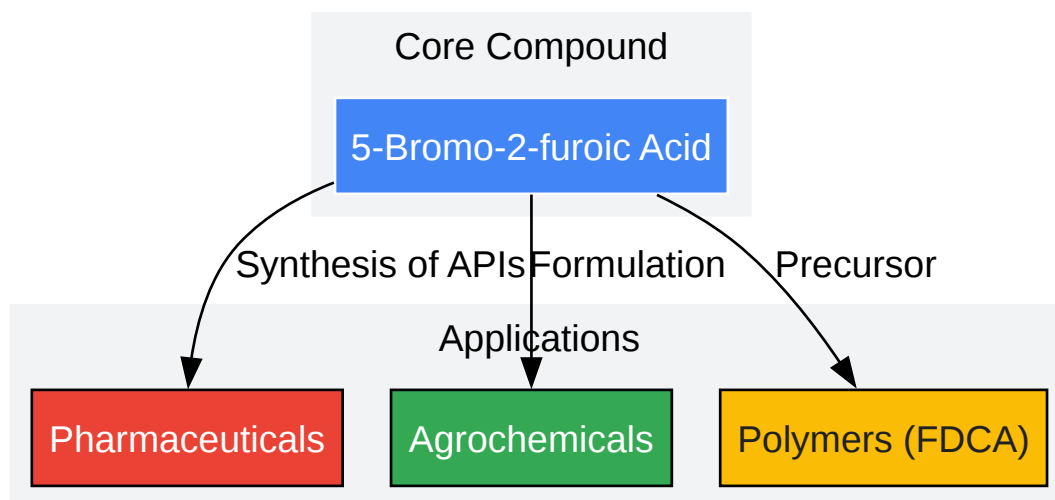 Core Compound
5-Bromo-2-furoic Acid
Synthesis of APIs
Formulation
Precursor
Applications
Pharmaceuticals
Agrochemicals
Polymers (FDCA)